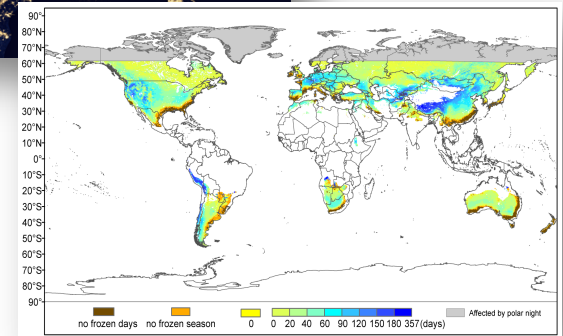 90°
80°N
70°N
60°N
50°N
40°N
30°N
20°N
10°N
0°
10°S
20°S
30°S
40°S
50°S
60°S
70°S
80°S
90°
no frozen days no frozen season 0 0 20 40 60 90 120 150 180 357(days) Affected by polar night